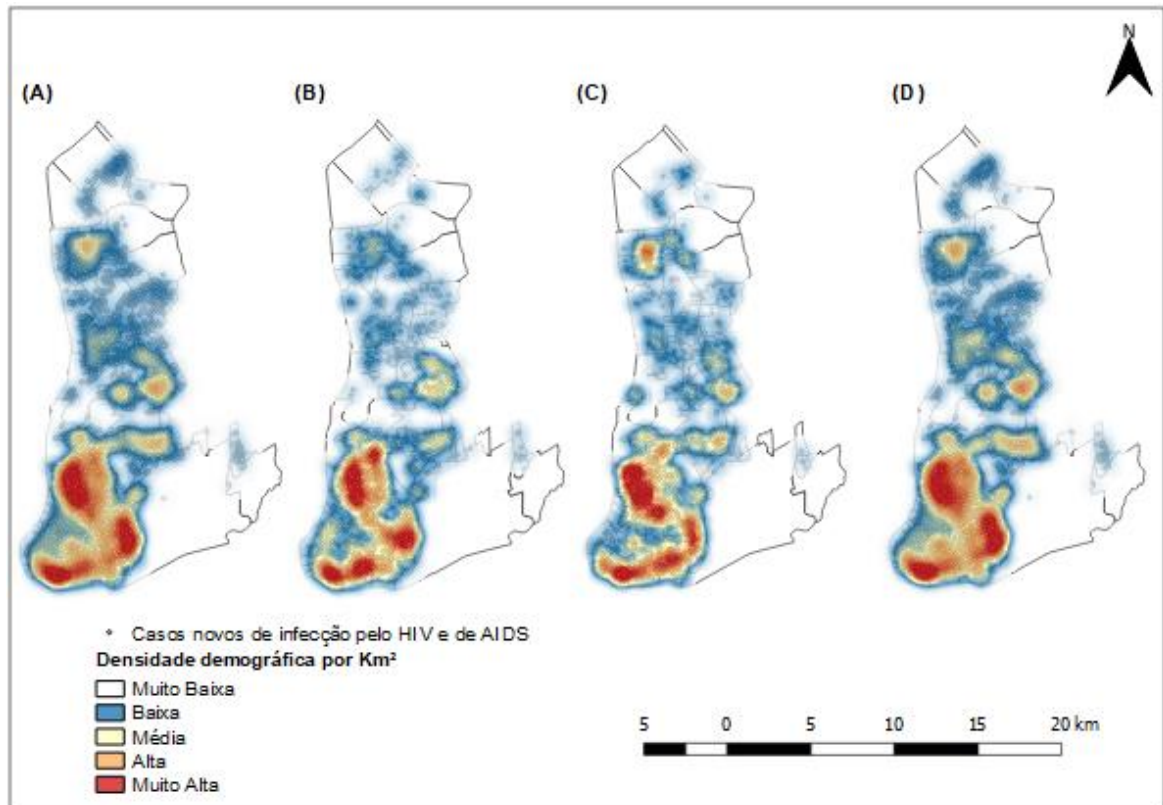 N
(A) (B) (C) (D)
Casos novos de infecção pelo HIV e de AIDS
Densidade demográfica por Km²
Muito Baixa
Baixa
Média
Alta
Muito Alta
5 0 5 10 15 20 km